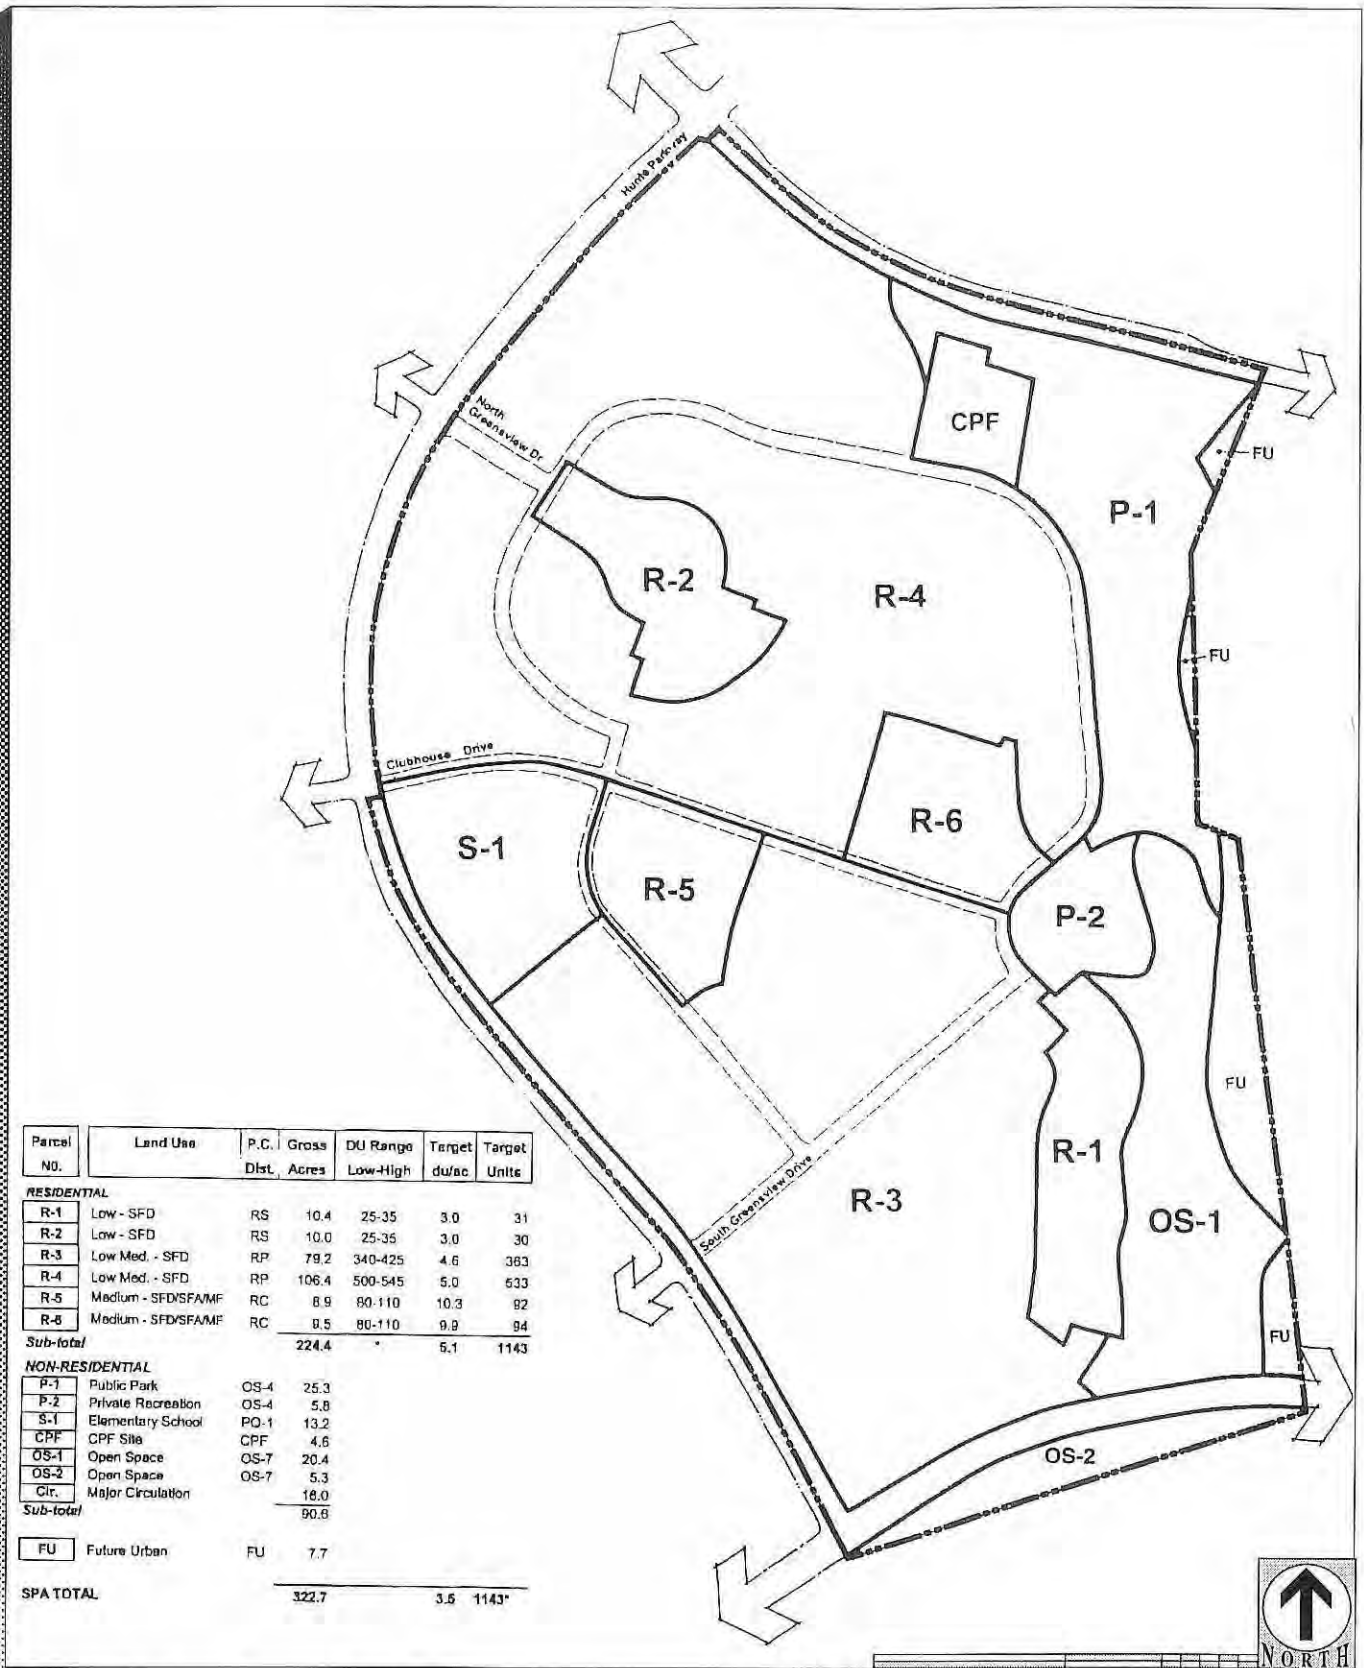 Hunte Parkway
North
Greensview Dr
CPF
FU
P-1
R-2
R-4
FU
Clubhouse Drive
S-1
R-6
R-5
P-2
FU
R-1
South Greensview Drive
R-3
OS-1
FU
OS-2
Parcel Land Use P.C. Gross DU Range Target Target
NO. Dist. Acres Low-High du/ac Units
RESIDENTIAL
R-1 Low - SFD RS 10.4 25-35 3.0 31
R-2 Low - SFD RS 10.0 25-35 3.0 30
R-3 Low Med. - SFD RP 79.2 340-425 4.6 363
R-4 Low Med. - SFD RP 106.4 500-545 5.0 533
R-5 Medium - SFD/SFA/MF RC 8.9 80-110 10.3 92
R-6 Medium - SFD/SFA/MF RC 9.5 80-110 9.9 94
Sub-total 224.4 * 5.1 1143
NON-RESIDENTIAL
P-1 Public Park OS-4 25.3
P-2 Private Recreation OS-4 5.8
S-1 Elementary School PQ-1 13.2
CPF CPF Site CPF 4.6
OS-1 Open Space OS-7 20.4
OS-2 Open Space OS-7 5.3
Cir. Major Circulation 16.0
Sub-total 90.6
FU Future Urban FU 7.7
SPA TOTAL 322.7 3.5 1143*
NORTH